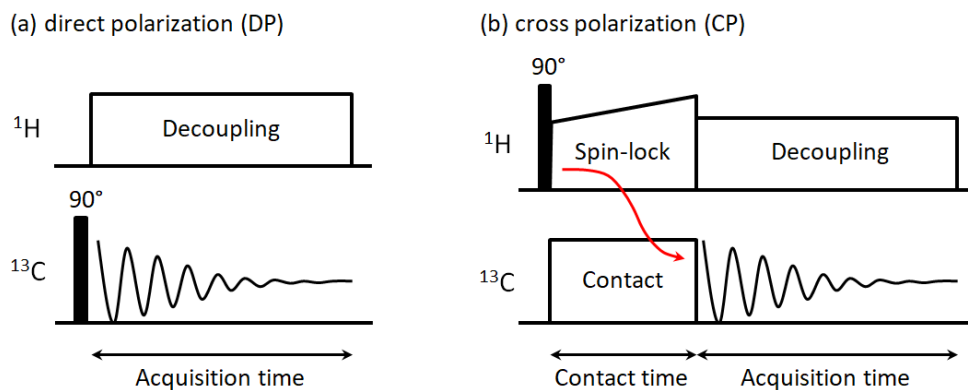 (a) direct polarization (DP)
¹H
Decoupling
90°
¹³C
Acquisition time
(b) cross polarization (CP)
90°
¹H
Spin-lock
Decoupling
¹³C
Contact
Contact time
Acquisition time